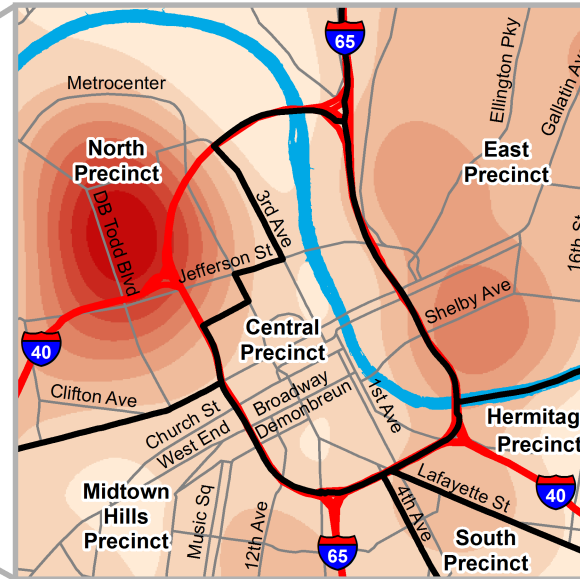 65
Ellington Pky
Gallatin Av
Metrocenter
North
Precinct
East
Precinct
DB Todd Blvd
3rd Ave
16th St
Jefferson St
Shelby Ave
Central
Precinct
40
Clifton Ave
Broadway
Demonbreun
1st Ave
Church St
West End
Hermitag
Precinct
Midtown
Hills
Precinct
Music Sq
12th Ave
4th Ave
Lafayette St
40
65
South
Precinct